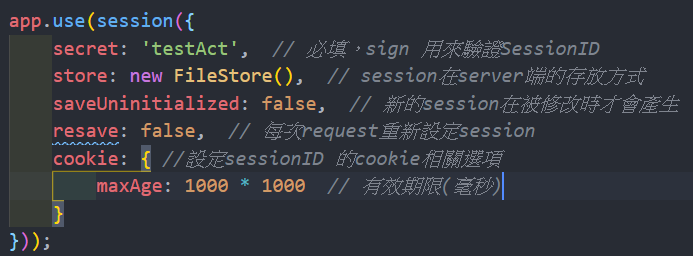 app.use(session({
    secret: 'testAct',  // 必填，sign 用來驗證SessionID
    store: new FileStore(),  // session在server端的存放方式
    saveUninitialized: false,  // 新的session在被修改時才會產生
    resave: false,  // 每次request重新設定session
    cookie: { //設定sessionID 的cookie相關選項
        maxAge: 1000 * 1000  // 有效期限(毫秒)
    }
}));